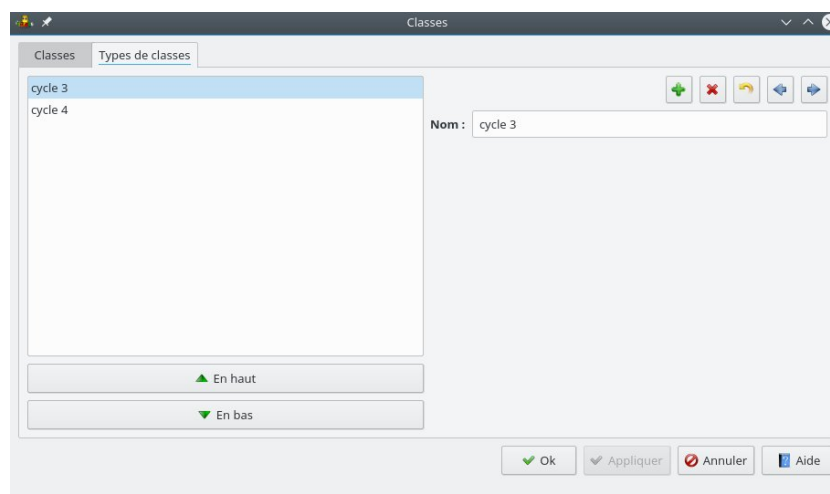 Classes
Classes Types de classes
cycle 3
cycle 4
Nom : cycle 3
En haut
En bas
Ok Appliquer Annuler Aide